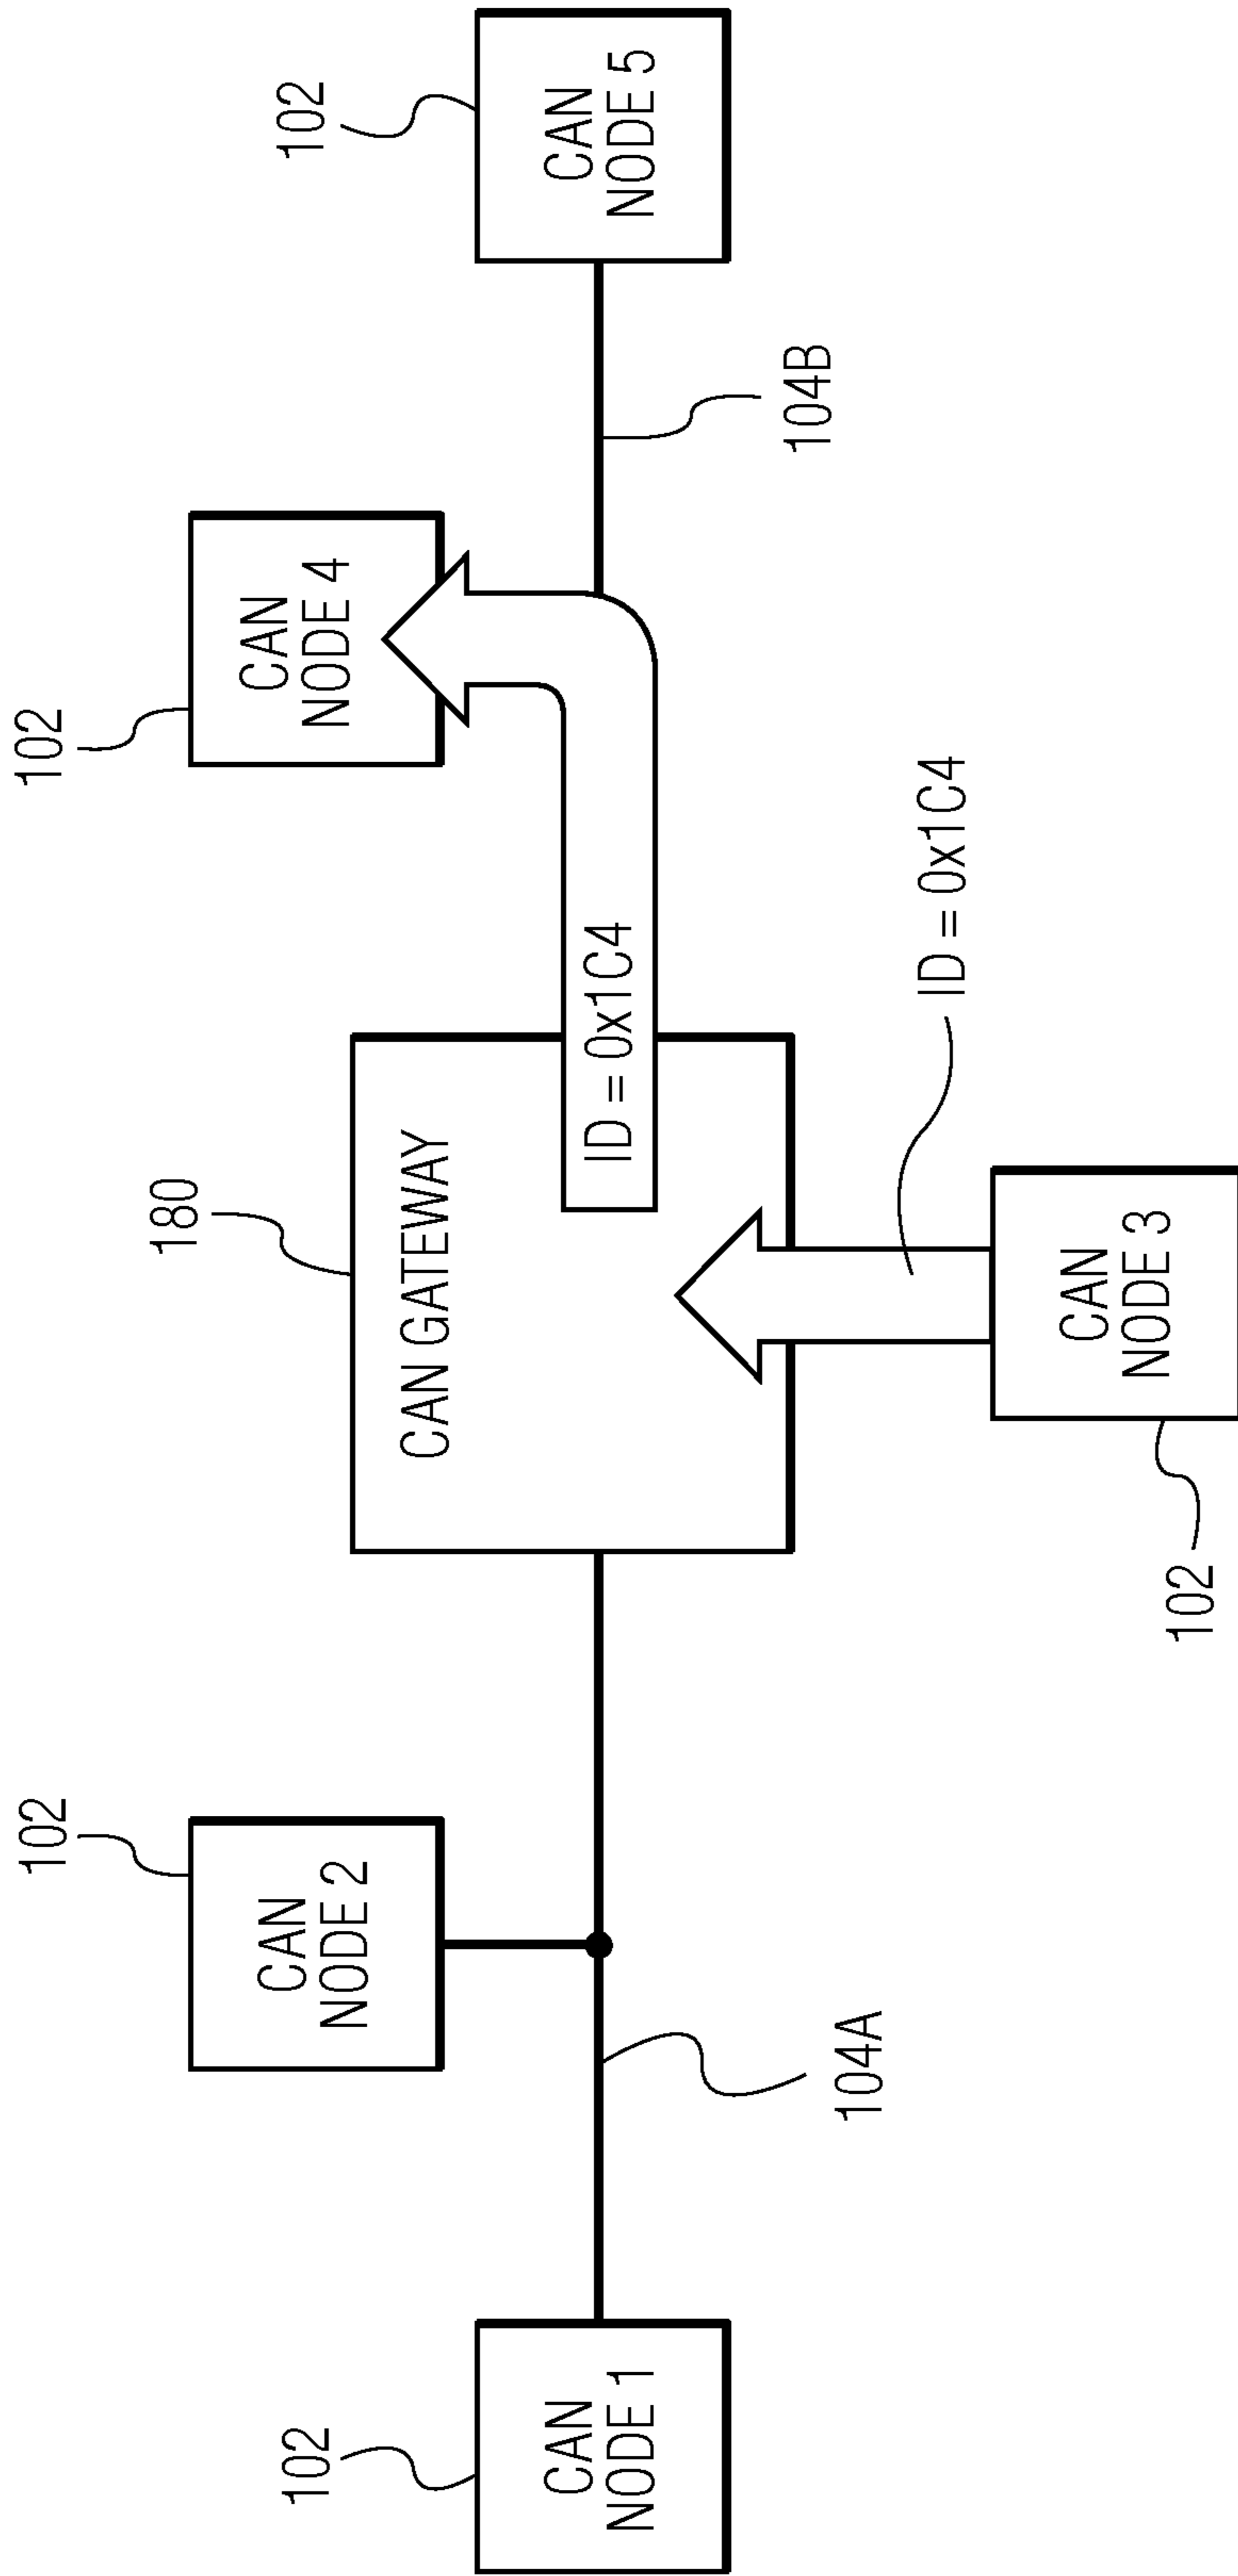 102
CAN
NODE 1
104A
102
CAN
NODE 2
180
CAN GATEWAY
ID = 0x1C4
102
CAN
NODE 3
ID = 0x1C4
102
CAN
NODE 4
104B
102
CAN
NODE 5